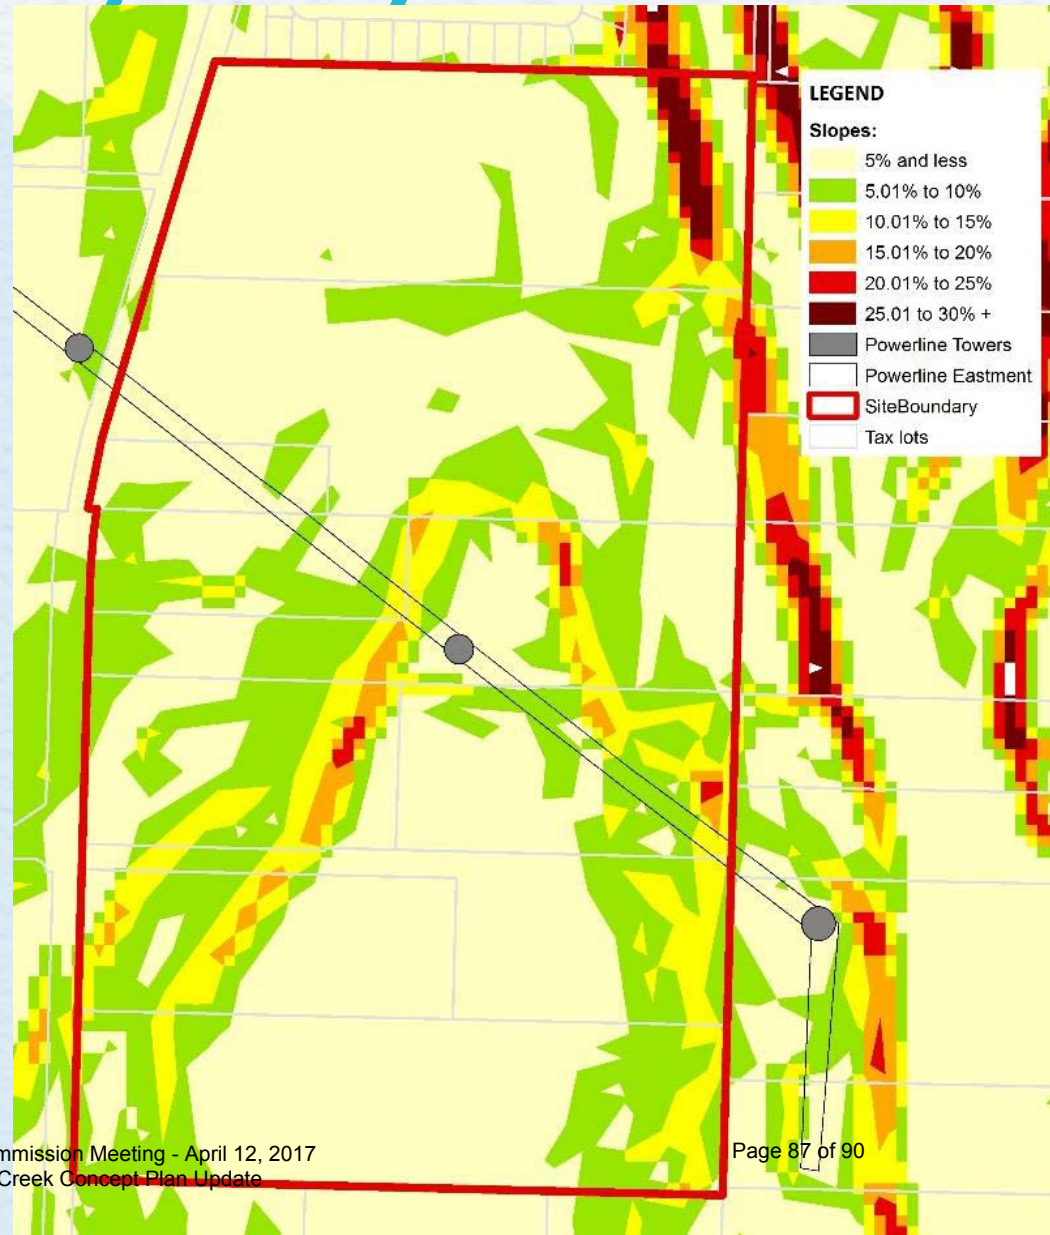 LEGEND
Slopes:
5% and less
5.01% to 10%
10.01% to 15%
15.01% to 20%
20.01% to 25%
25.01 to 30% +
Powerline Towers
Powerline Eastment
SiteBoundary
Tax lots
mmission Meeting - April 12, 2017
Creek Concept Plan Update
Page 87 of 90